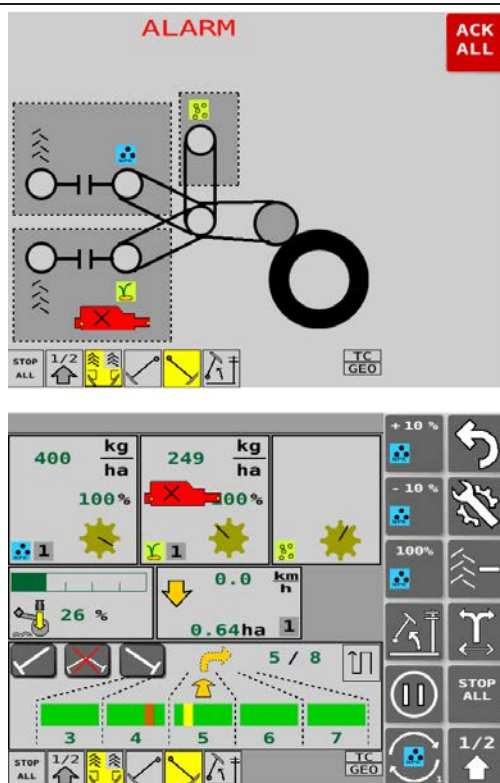 ALARM
ACK
ALL
STOP
ALL
1/2
TC
GEO
400 kg
ha
100%
1
249 kg
ha
00%
1
26 %
0.0 km
h
0.64ha 1
5 / 8
3 4 5 6 7
STOP
ALL
1/2
TC
GEO
+ 10 %
- 10 %
100%
STOP
ALL
1/2